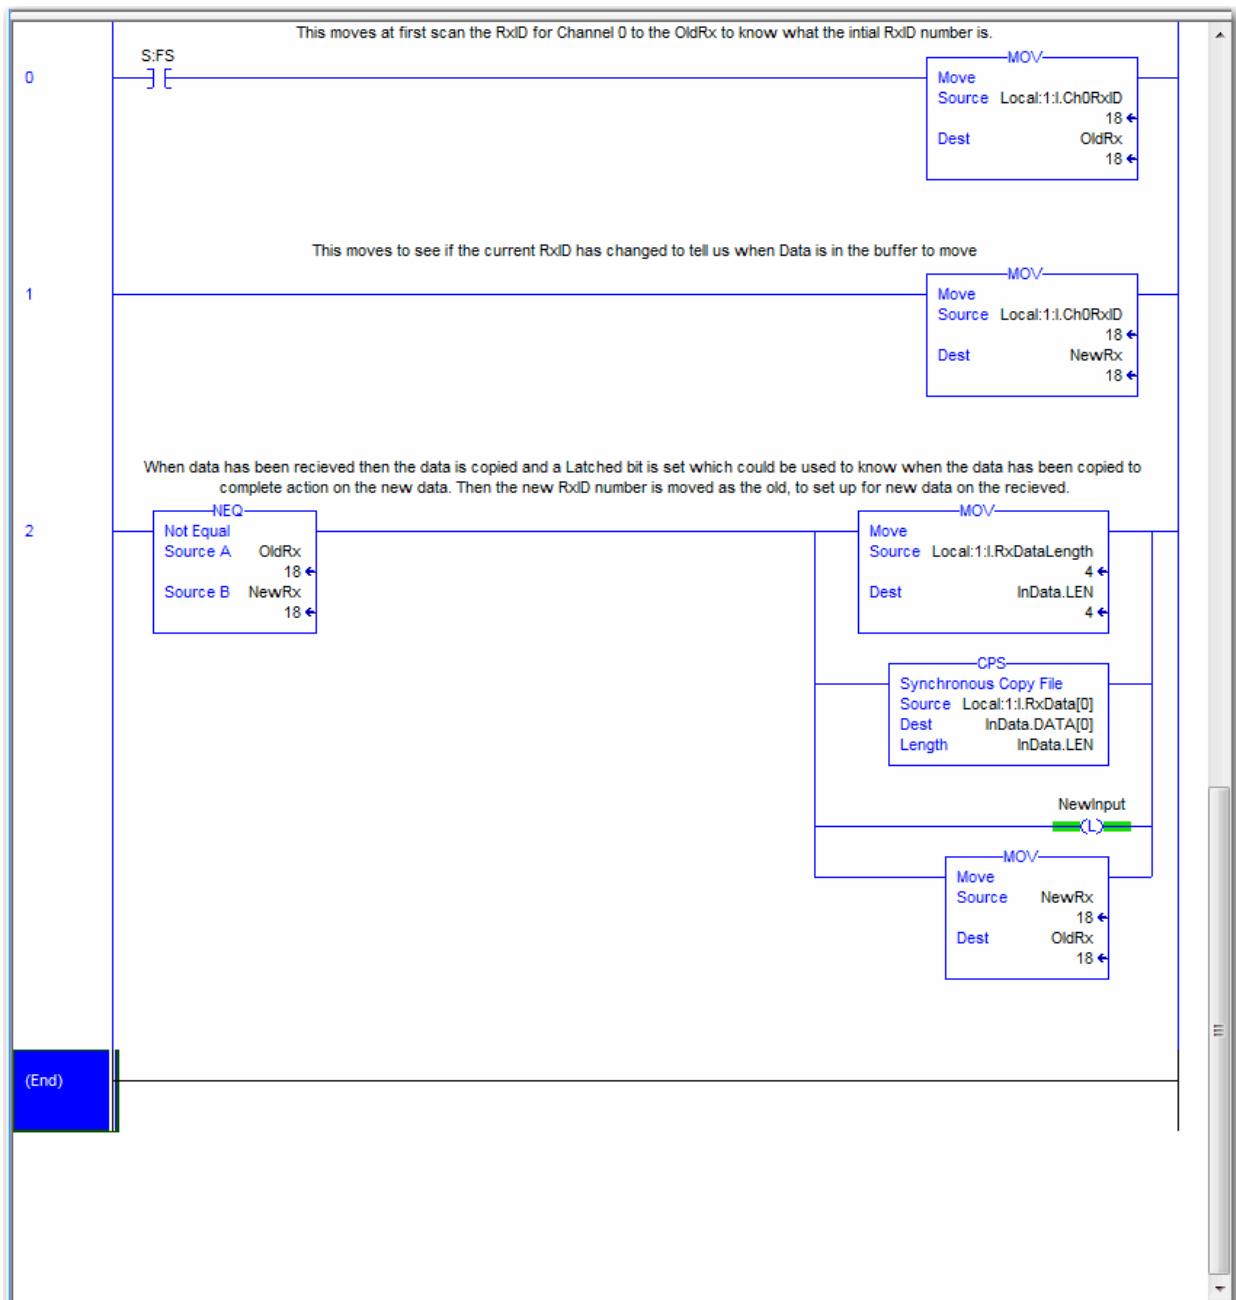 This moves at first scan the RxID for Channel 0 to the OldRx to know what the intial RxID number is.
S:FS
0
MOV
Move
Source Local:1:I.Ch0RxID
18
Dest OldRx
18
This moves to see if the current RxID has changed to tell us when Data is in the buffer to move
1
MOV
Move
Source Local:1:I.Ch0RxID
18
Dest NewRx
18
When data has been recieved then the data is copied and a Latched bit is set which could be used to know when the data has been copied to
complete action on the new data. Then the new RxID number is moved as the old, to set up for new data on the recieved.
2
NEQ
Not Equal
Source A OldRx
18
Source B NewRx
18
MOV
Move
Source Local:1:I.RxDataLength
4
Dest InData.LEN
4
CPS
Synchronous Copy File
Source Local:1:I.RxData[0]
Dest InData.DATA[0]
Length InData.LEN
NewInput
L
MOV
Move
Source NewRx
18
Dest OldRx
18
(End)